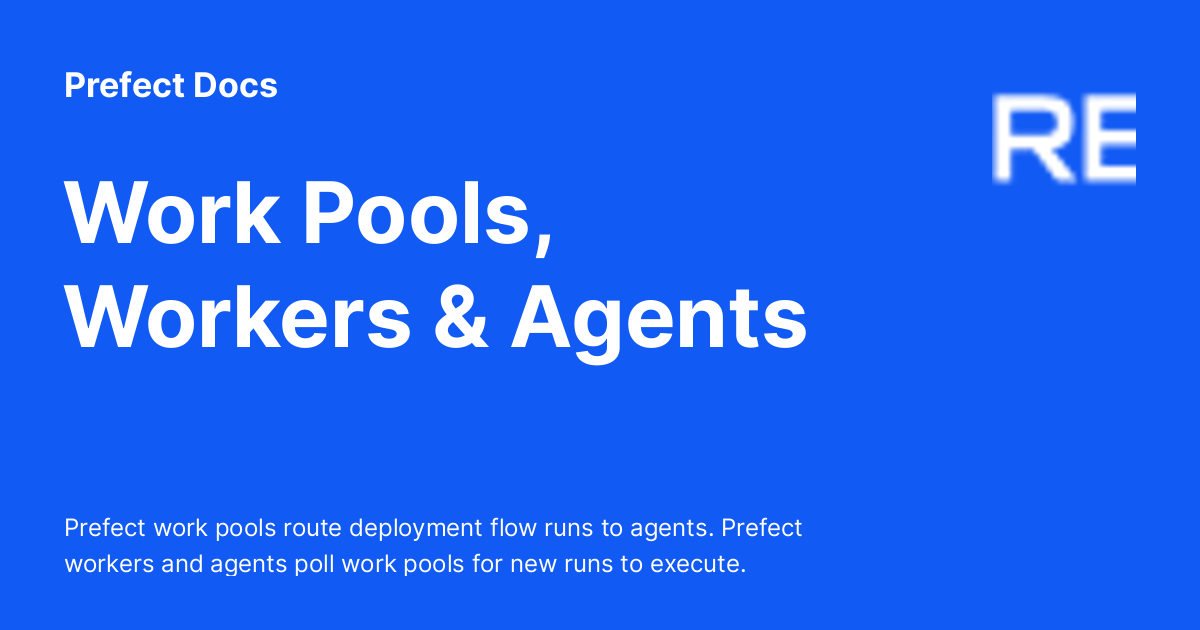 Prefect Docs
RE
Work Pools,
Workers & Agents
Prefect work pools route deployment flow runs to agents. Prefect
workers and agents poll work pools for new runs to execute.